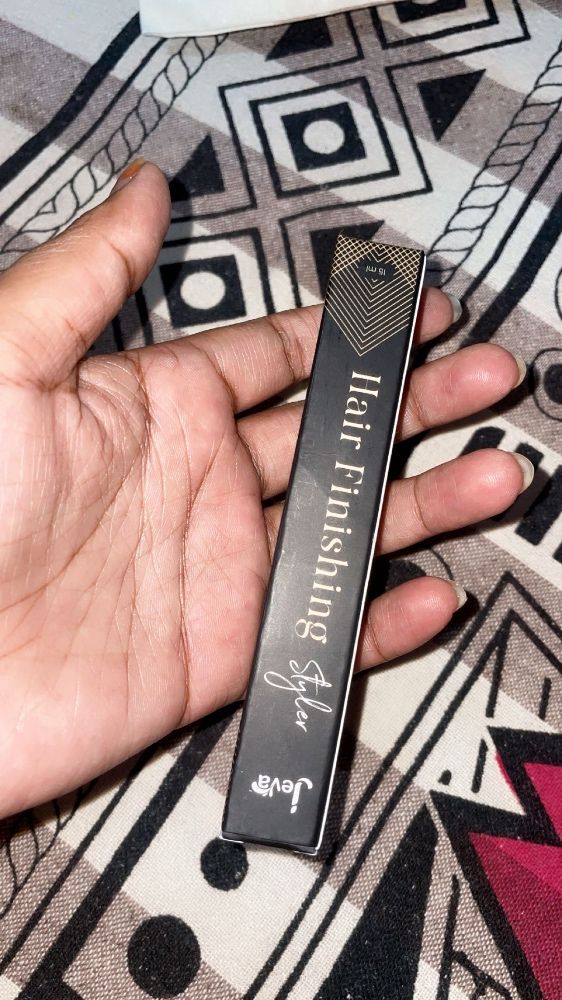 15 ml
Hair Finishing
Styler
jeva